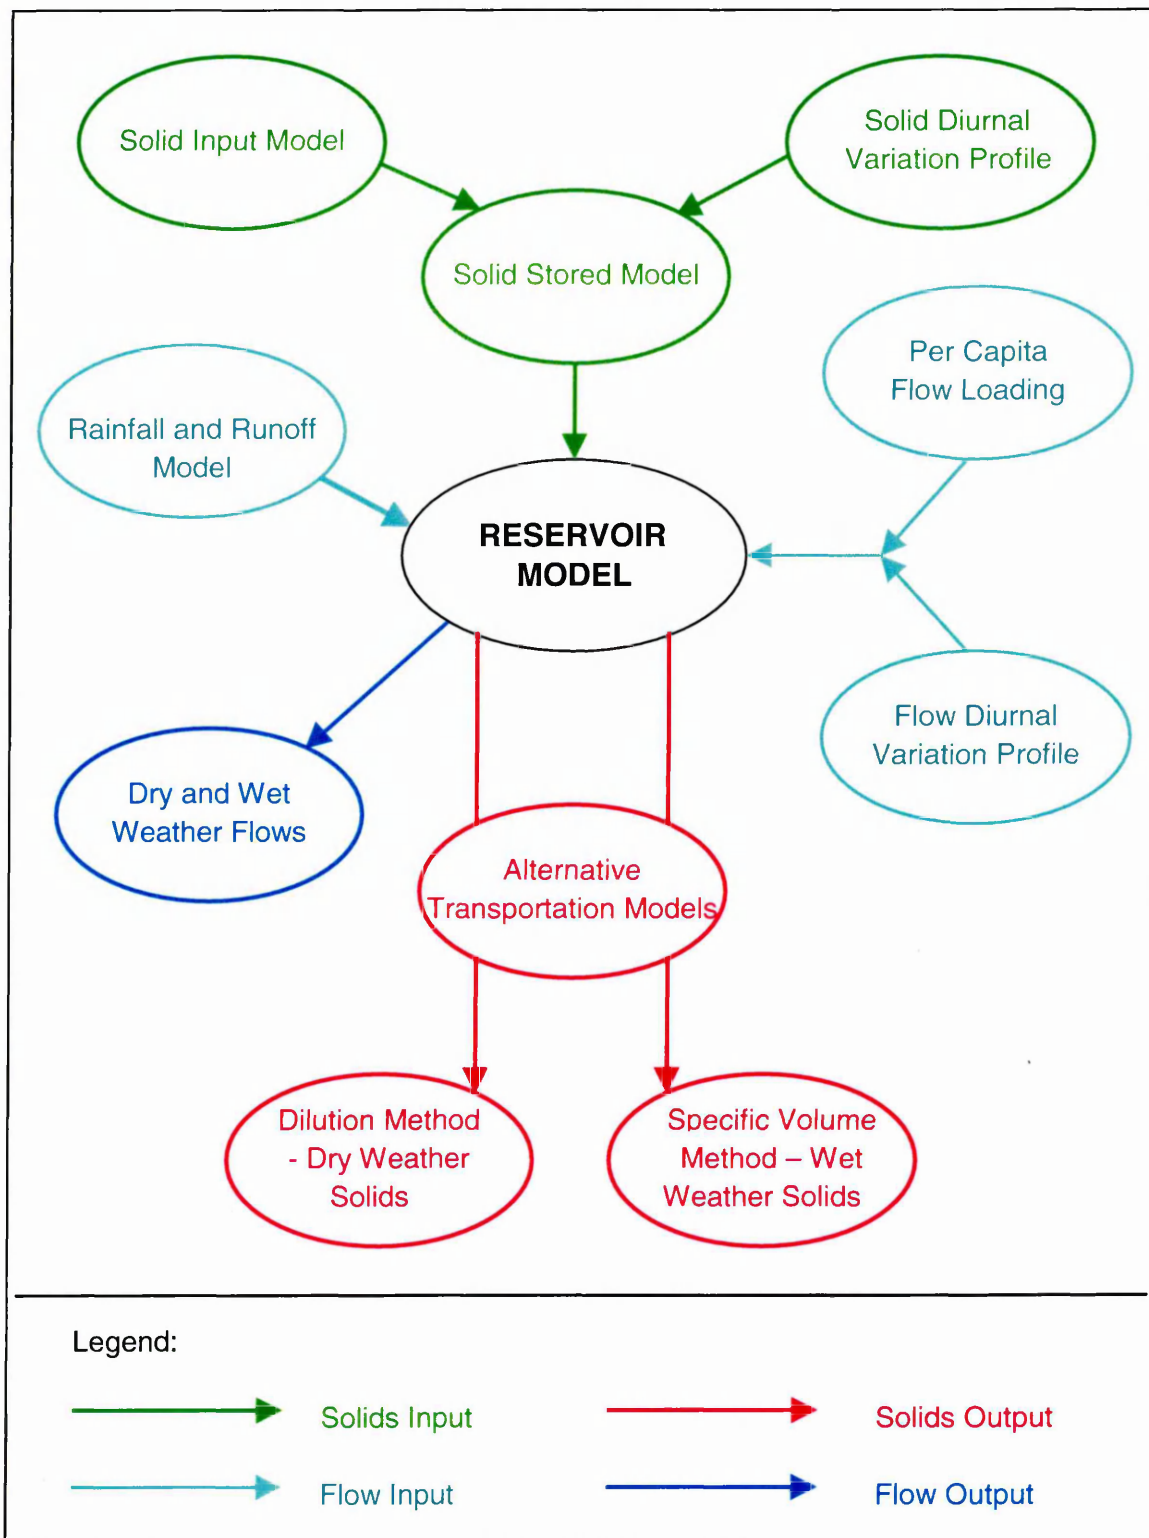 Solid Input Model
Solid Diurnal
Variation Profile
Solid Stored Model
Per Capita
Flow Loading
Rainfall and Runoff
Model
RESERVOIR
MODEL
Flow Diurnal
Variation Profile
Dry and Wet
Weather Flows
Alternative
Transportation Models
Dilution Method
- Dry Weather
Solids
Specific Volume
Method – Wet
Weather Solids
Legend:
Solids Input
Solids Output
Flow Input
Flow Output